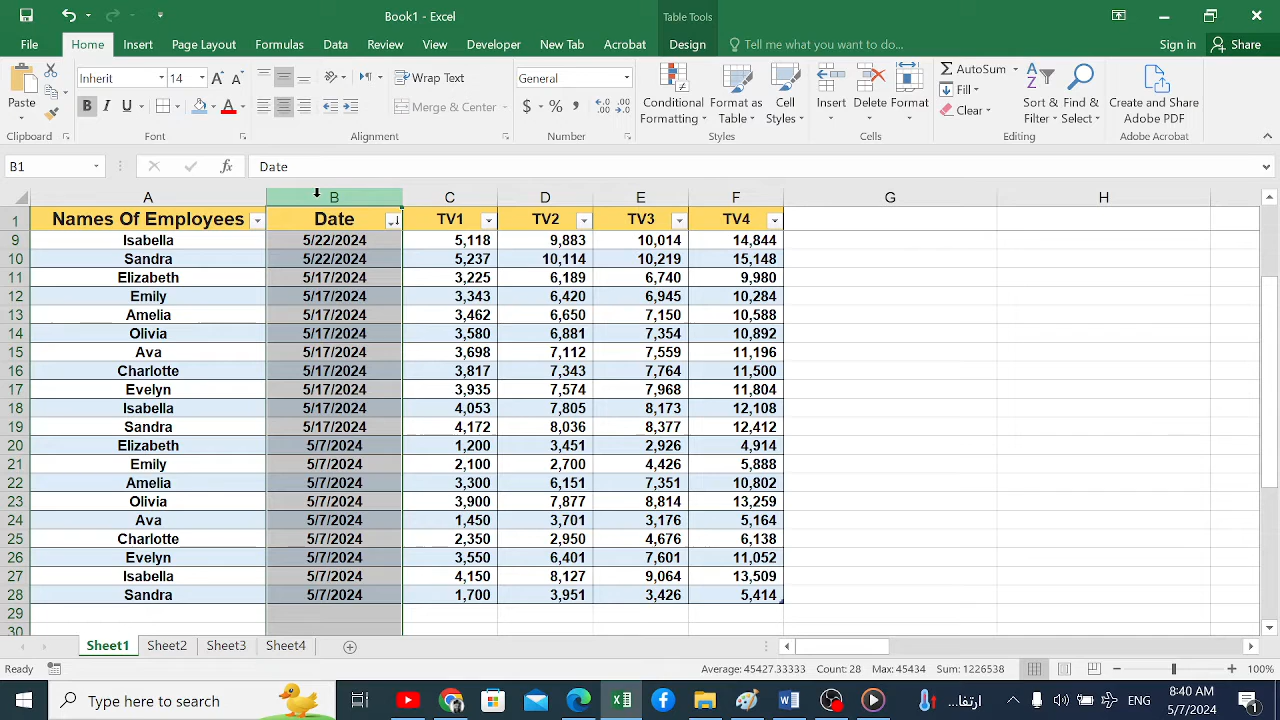 Book1 - Excel
Table Tools
File Home Insert Page Layout Formulas Data Review View Developer New Tab Acrobat Design Tell me what you want to do... Sign in Share
Paste
Clipboard
Inherit 14
B I U
Font
Wrap Text
Merge & Center
Alignment
General
$ % ,
Number
Conditional Formatting
Format as Table
Cell Styles
Styles
Insert Delete Format
Cells
AutoSum
Fill
Clear
Sort & Filter
Find & Select
Editing
Create and Share Adobe PDF
Adobe Acrobat
B1 fx Date
A B C D E F G H
1 Names Of Employees Date TV1 TV2 TV3 TV4
9 Isabella 5/22/2024 5,118 9,883 10,014 14,844
10 Sandra 5/22/2024 5,237 10,114 10,219 15,148
11 Elizabeth 5/17/2024 3,225 6,189 6,740 9,980
12 Emily 5/17/2024 3,343 6,420 6,945 10,284
13 Amelia 5/17/2024 3,462 6,650 7,150 10,588
14 Olivia 5/17/2024 3,580 6,881 7,354 10,892
15 Ava 5/17/2024 3,698 7,112 7,559 11,196
16 Charlotte 5/17/2024 3,817 7,343 7,764 11,500
17 Evelyn 5/17/2024 3,935 7,574 7,968 11,804
18 Isabella 5/17/2024 4,053 7,805 8,173 12,108
19 Sandra 5/17/2024 4,172 8,036 8,377 12,412
20 Elizabeth 5/7/2024 1,200 3,451 2,926 4,914
21 Emily 5/7/2024 2,100 2,700 4,426 5,888
22 Amelia 5/7/2024 3,300 6,151 7,351 10,802
23 Olivia 5/7/2024 3,900 7,877 8,814 13,259
24 Ava 5/7/2024 1,450 3,701 3,176 5,164
25 Charlotte 5/7/2024 2,350 2,950 4,676 6,138
26 Evelyn 5/7/2024 3,550 6,401 7,601 11,052
27 Isabella 5/7/2024 4,150 8,127 9,064 13,509
28 Sandra 5/7/2024 1,700 3,951 3,426 5,414
29
30
Sheet1 Sheet2 Sheet3 Sheet4
Ready Average: 45427.33333 Count: 28 Max: 45434 Sum: 1226538 100%
Type here to search ارتفا... ENG 8:40:03 AM
5/7/2024